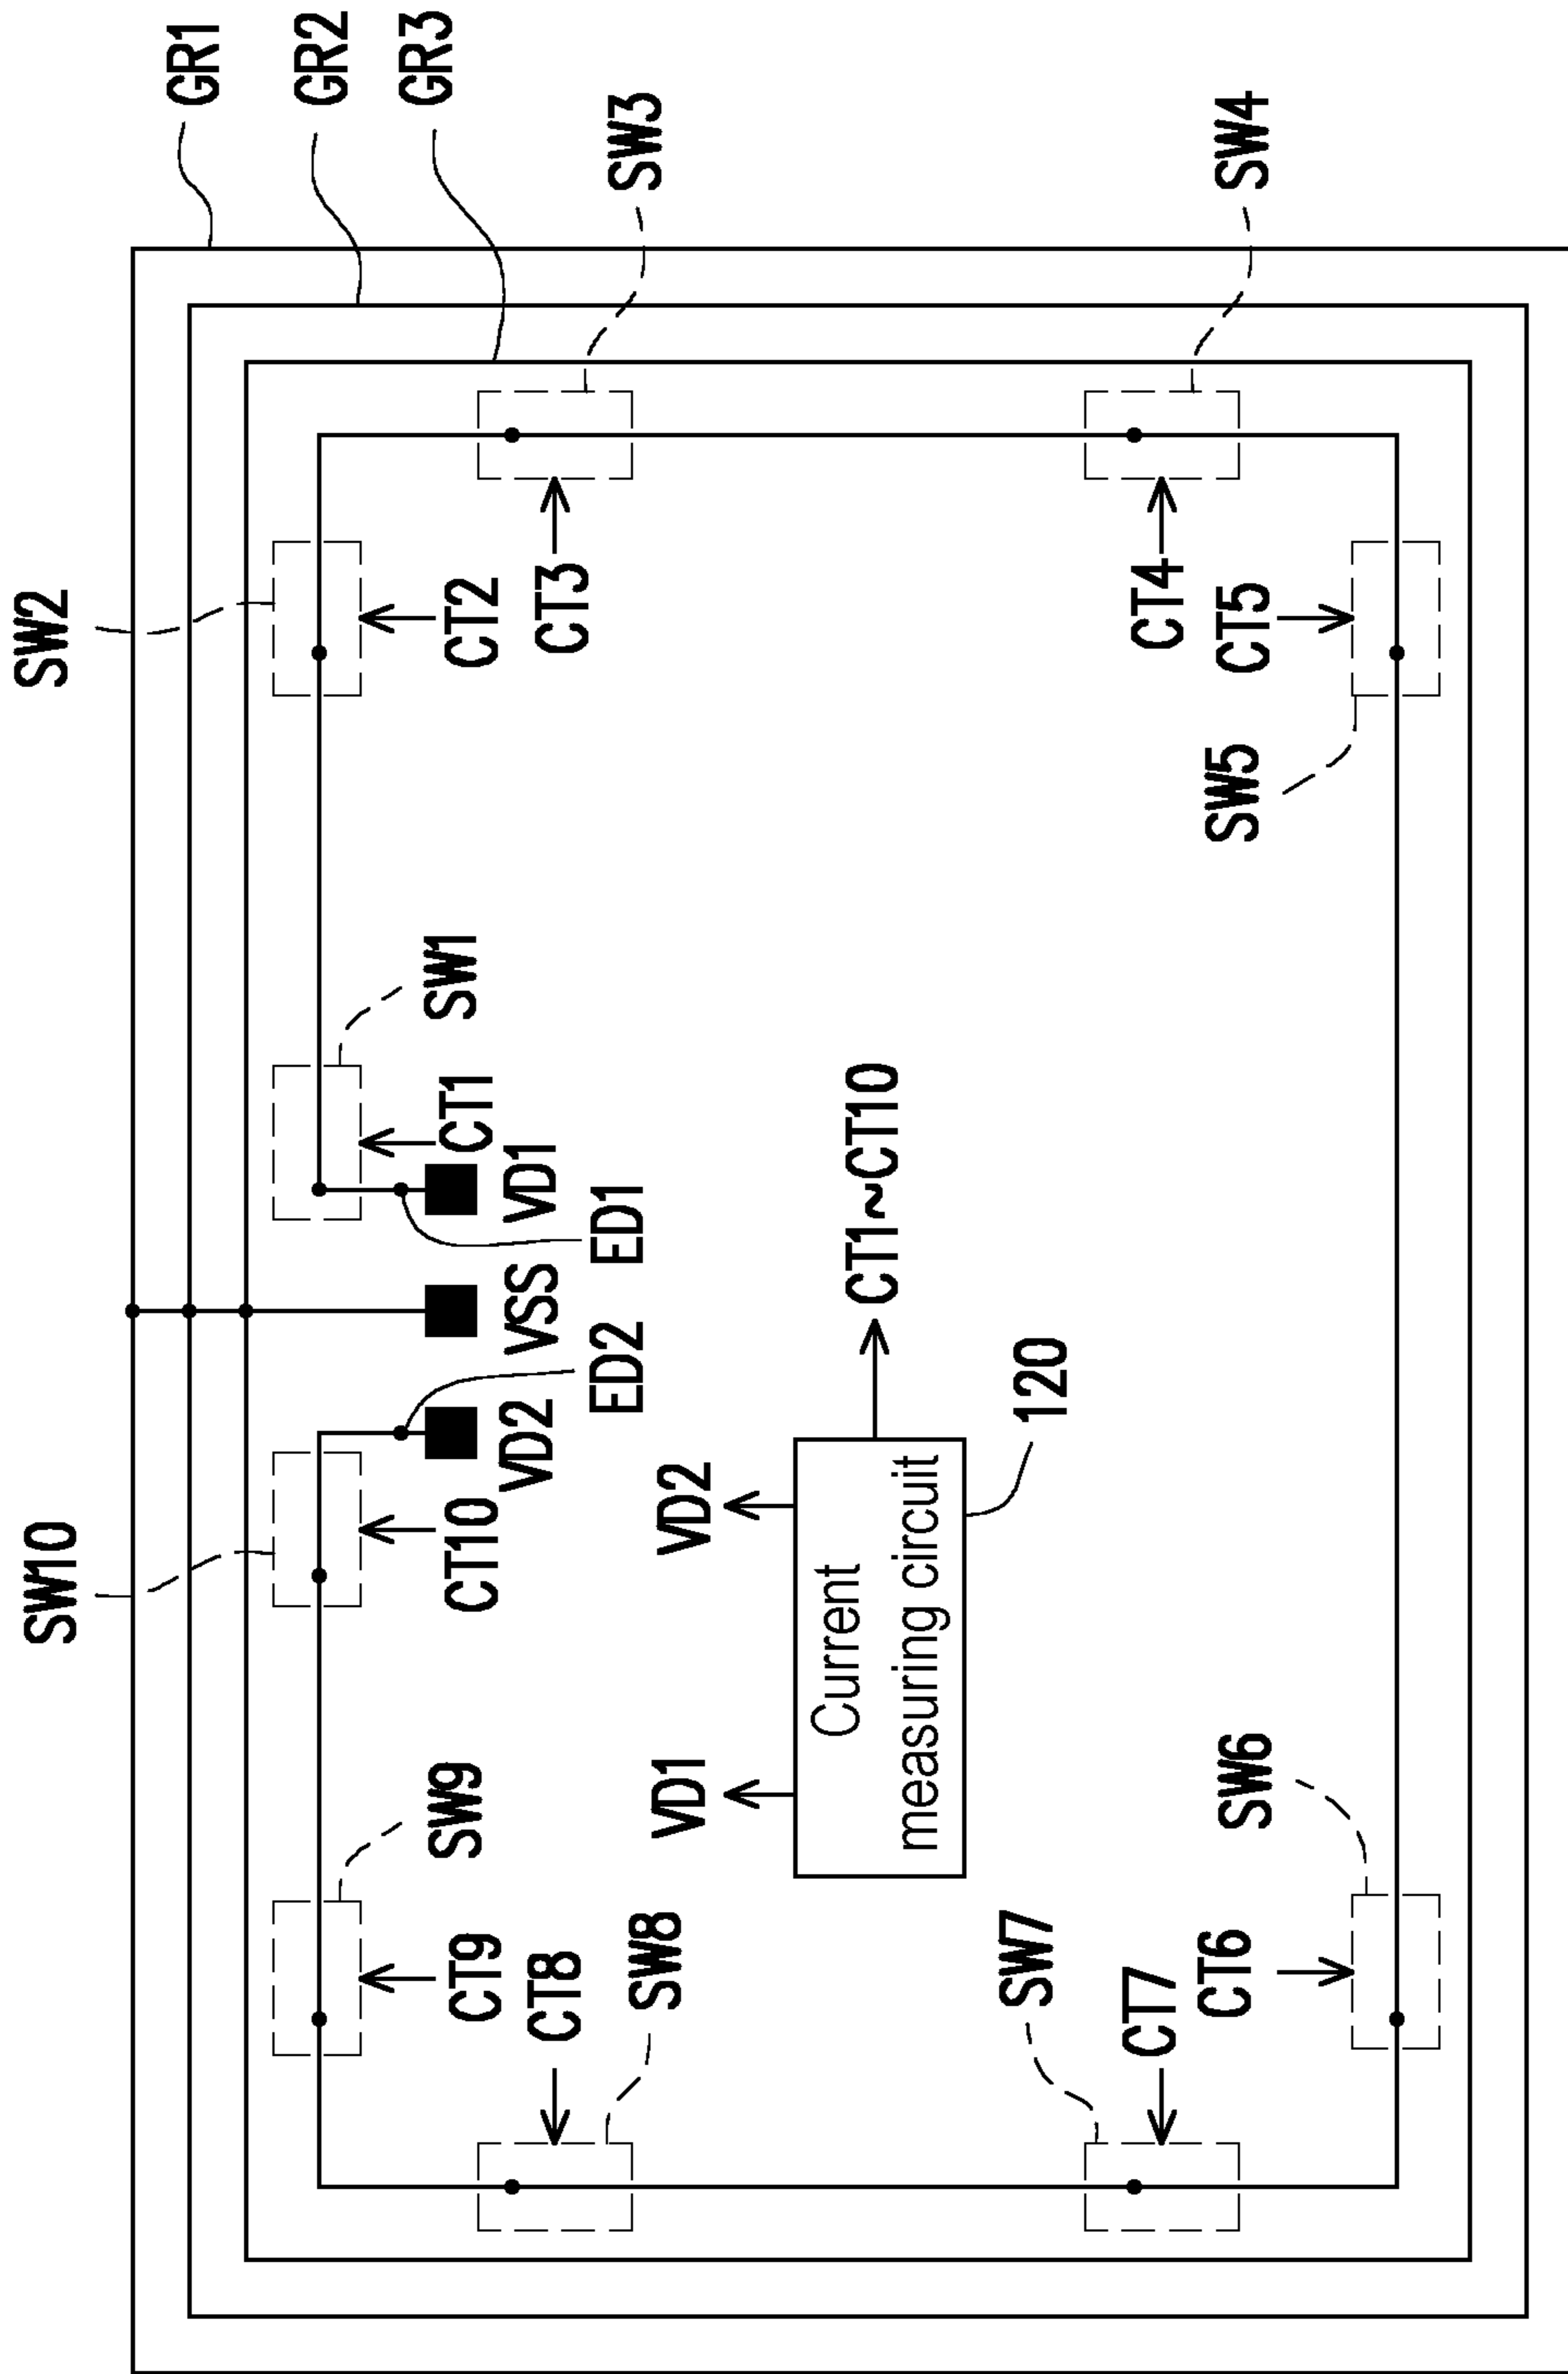 SW10
SW2
GR1
GR2
GR3
SW9
SW1
CT9
CT10
CT1
CT2
VD2
VSS
VD1
CT8
CT3
ED2
ED1
SW3
SW8
VD1
VD2
Current
measuring circuit
CT1~CT10
SW7
120
CT7
CT4
CT6
SW6
SW5
CT5
SW4